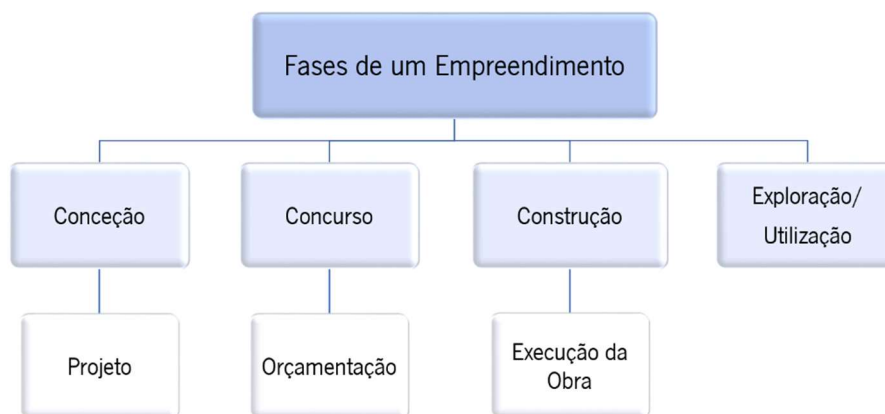 Fases de um Empreendimento
Conceção
Concurso
Construção
Exploração/
Utilização
Projeto
Orçamentação
Execução da
Obra